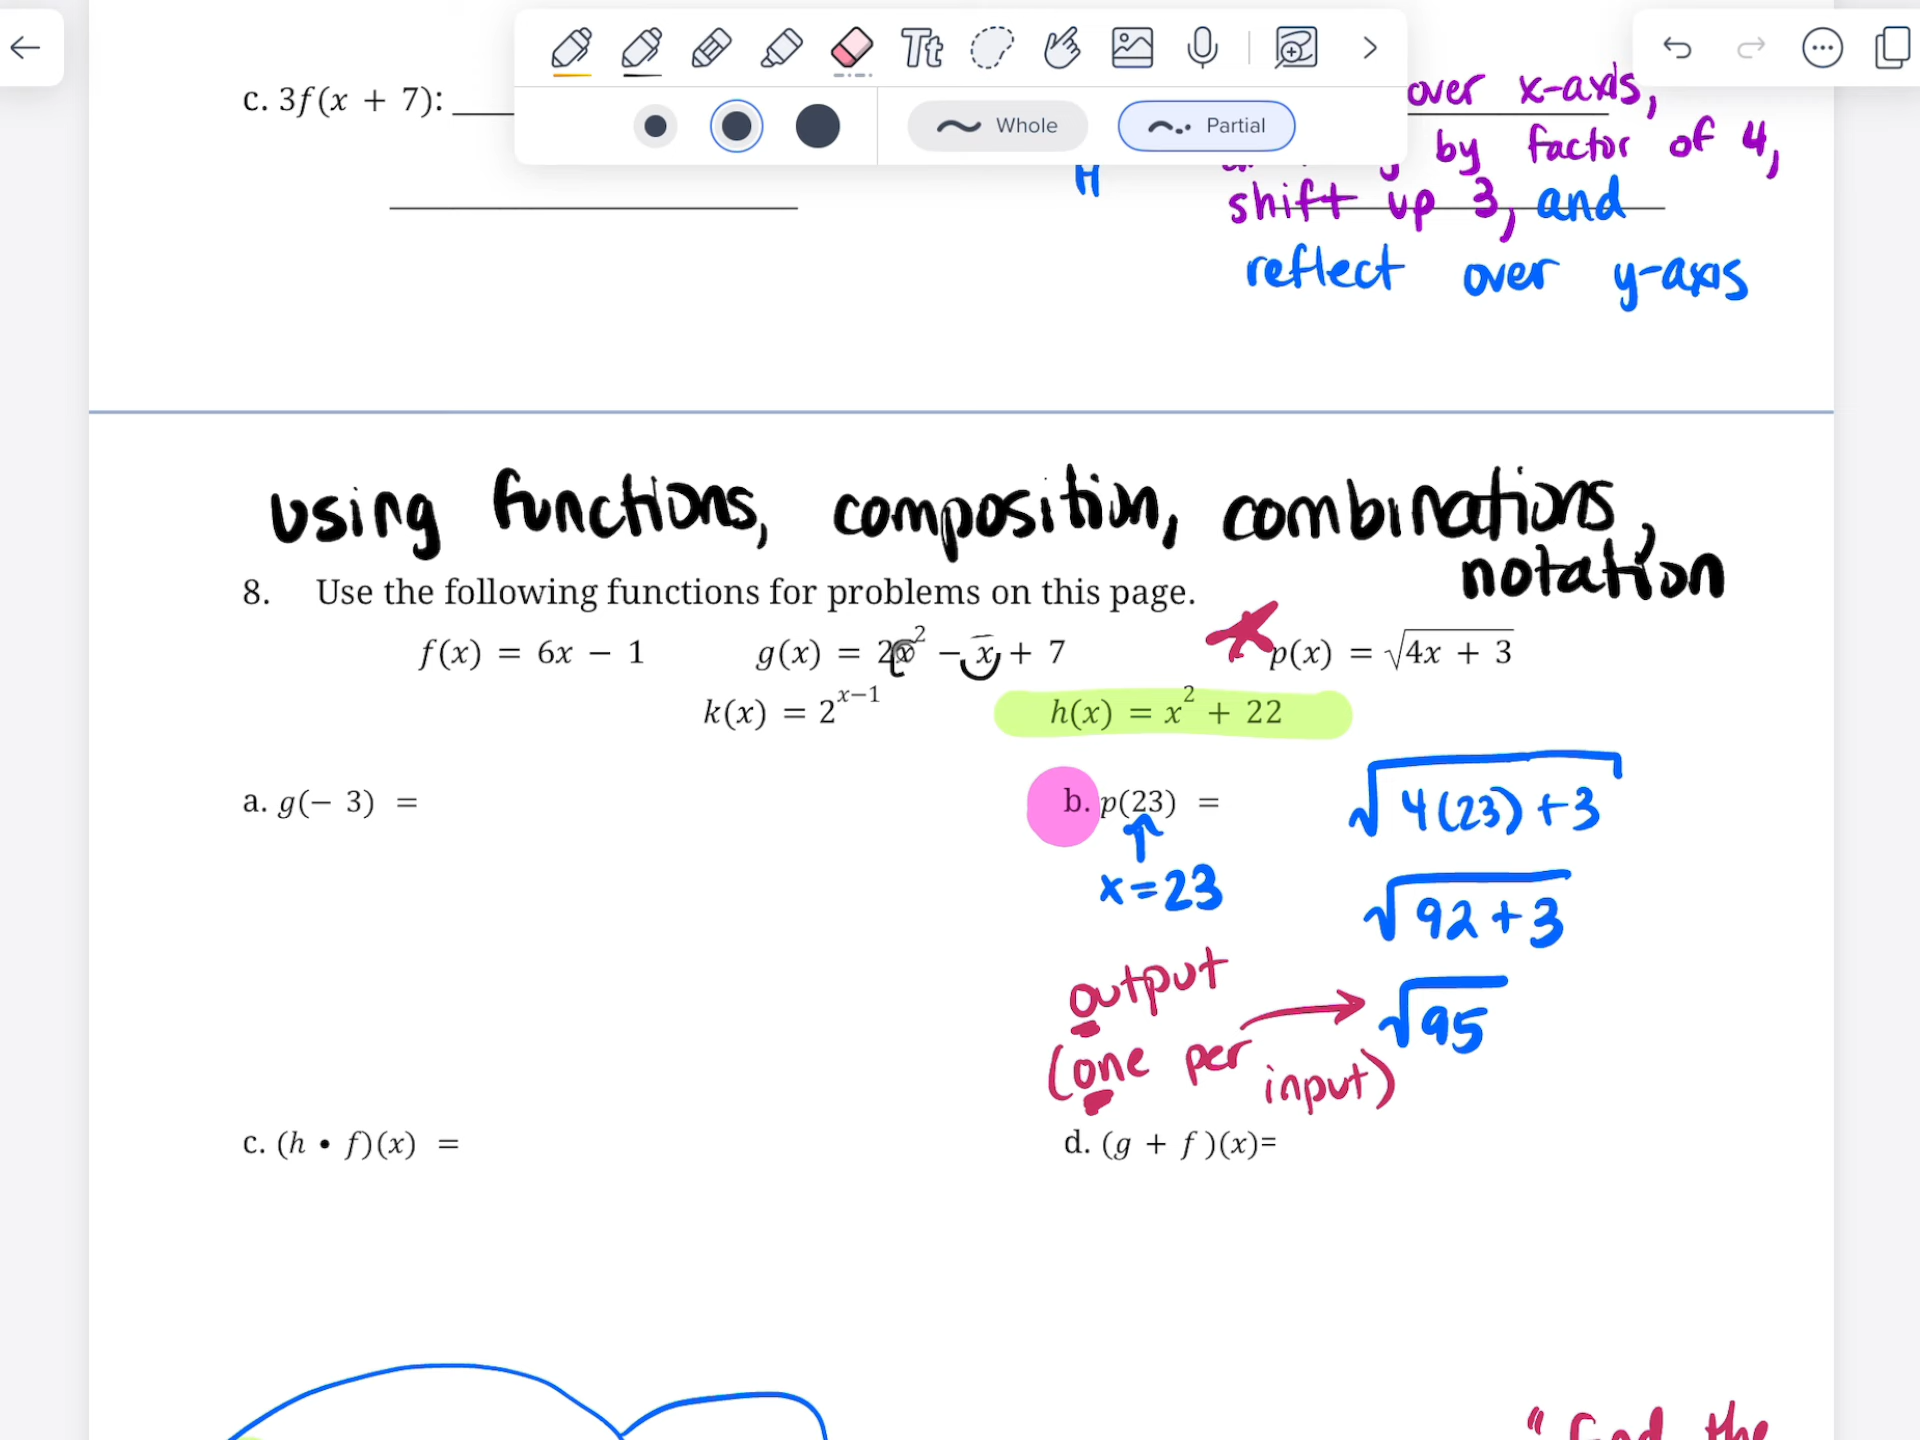 Tt
Whole
Partial
c. 3f(x + 7):
over x-axis,
by factor of 4,
shift up 3, and
reflect over y-axis
using functions, composition, combinations,
notation
8. Use the following functions for problems on this page.
f(x) = 6x − 1 g(x) = 2x² − x + 7 p(x) = √4x + 3
k(x) = 2^{x−1} h(x) = x² + 22
a. g(− 3) = b. p(23) = √4(23) + 3
x = 23 √92 + 3
output
(one per input) √95
c. (h • f)(x) = d. (g + f )(x)=
"find the